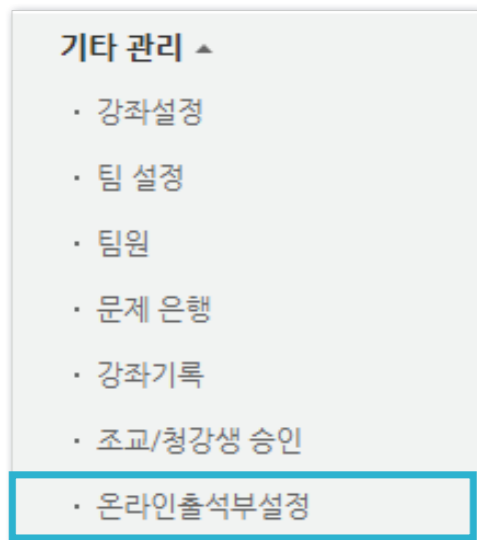 기타 관리 ▲
· 강좌설정
· 팀 설정
· 팀원
· 문제 은행
· 강좌기록
· 조교/청강생 승인
· 온라인출석부설정